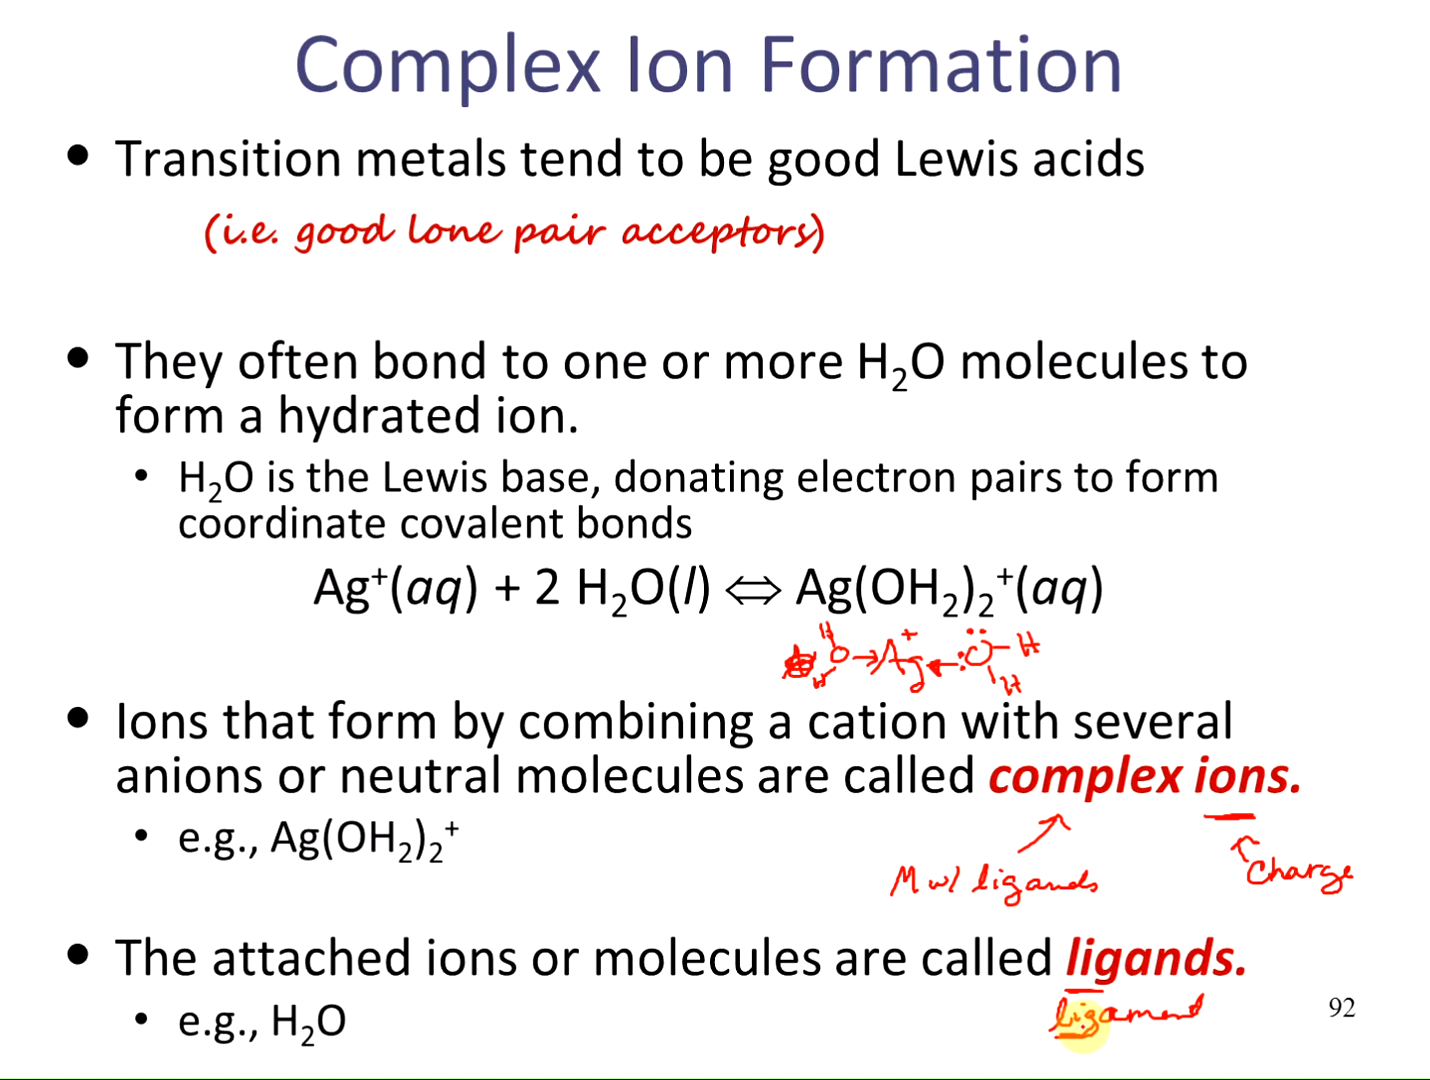 Complex Ion Formation
• Transition metals tend to be good Lewis acids
(i.e. good lone pair acceptors)
• They often bond to one or more H₂O molecules to
form a hydrated ion.
• H₂O is the Lewis base, donating electron pairs to form
coordinate covalent bonds
Ag⁺(aq) + 2 H₂O(l) ⇔ Ag(OH₂)₂⁺(aq)
H
H O → Ag⁺ ← :Ö – H
H
• Ions that form by combining a cation with several
anions or neutral molecules are called complex ions.
• e.g., Ag(OH₂)₂⁺
M w/ ligands
Charge
• The attached ions or molecules are called ligands.
• e.g., H₂O
ligament
92